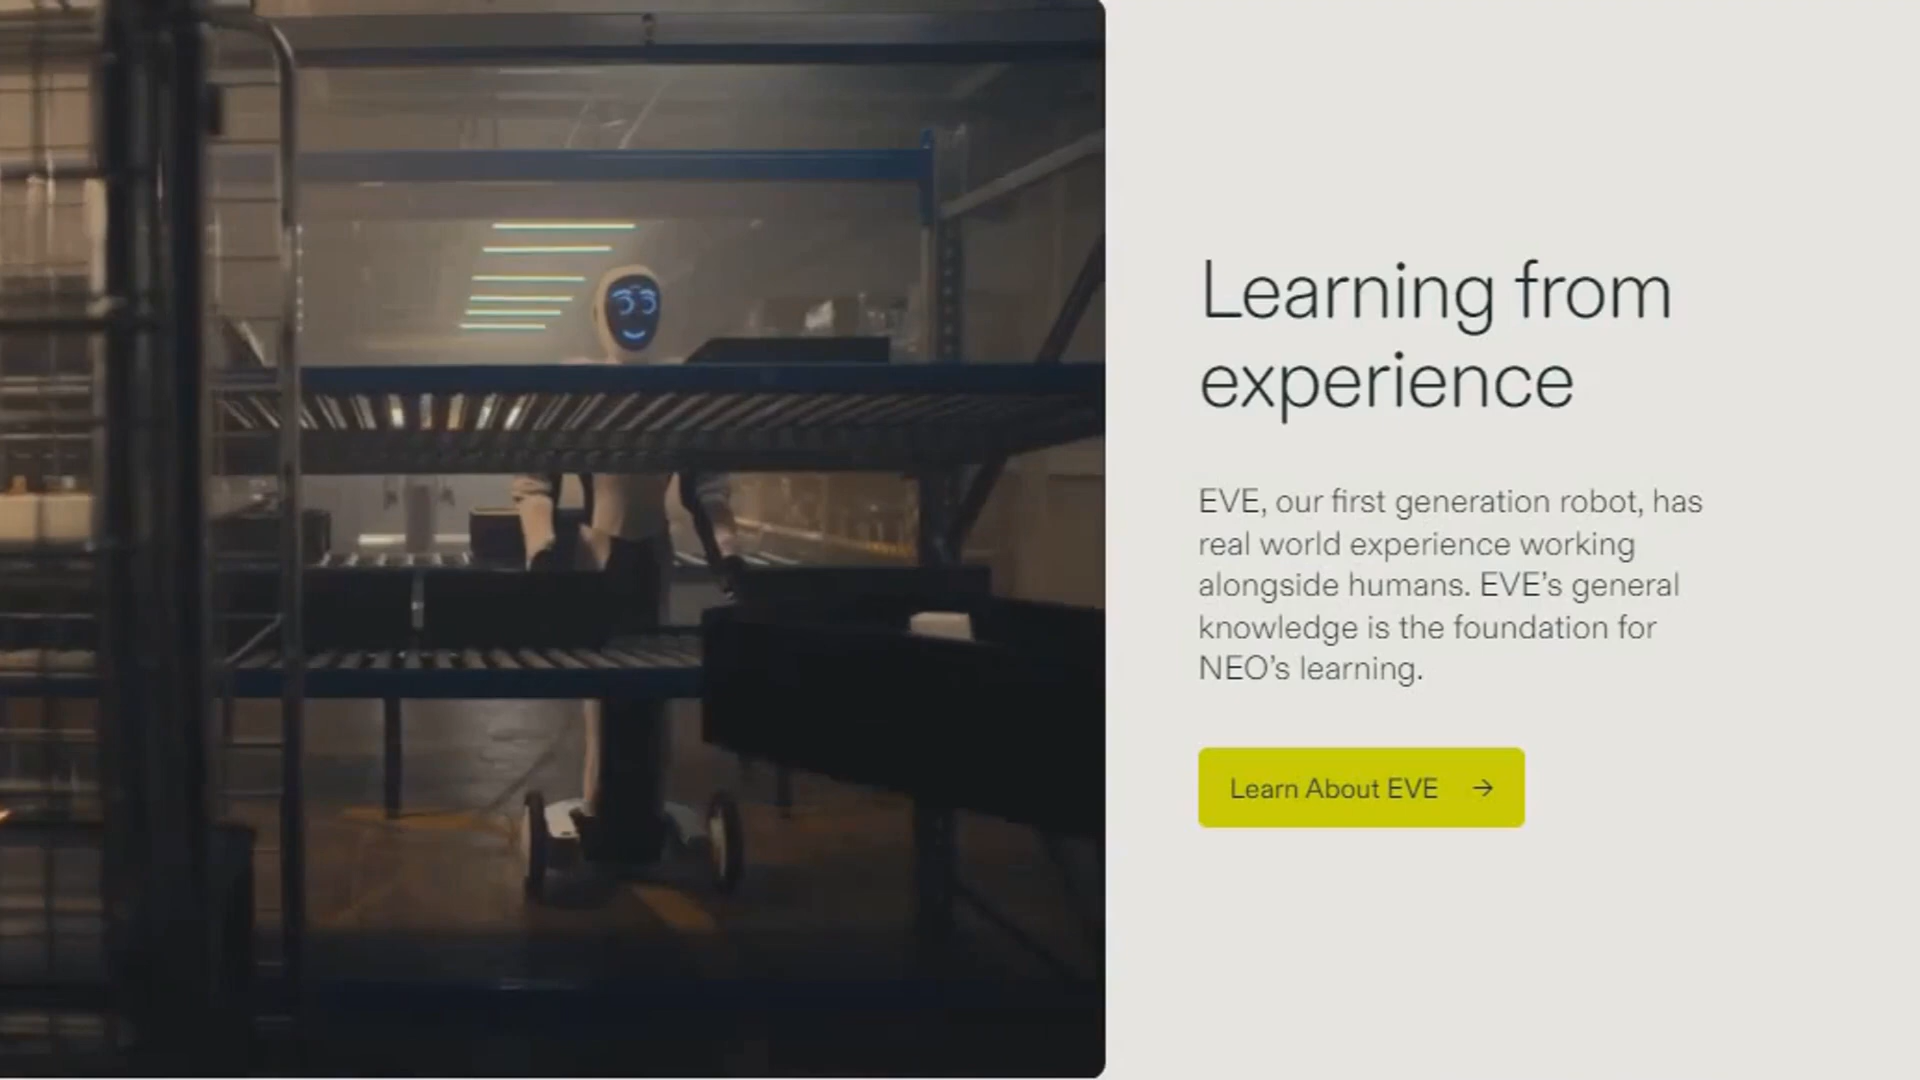 Learning from
experience
EVE, our first generation robot, has
real world experience working
alongside humans. EVE’s general
knowledge is the foundation for
NEO’s learning.
Learn About EVE →